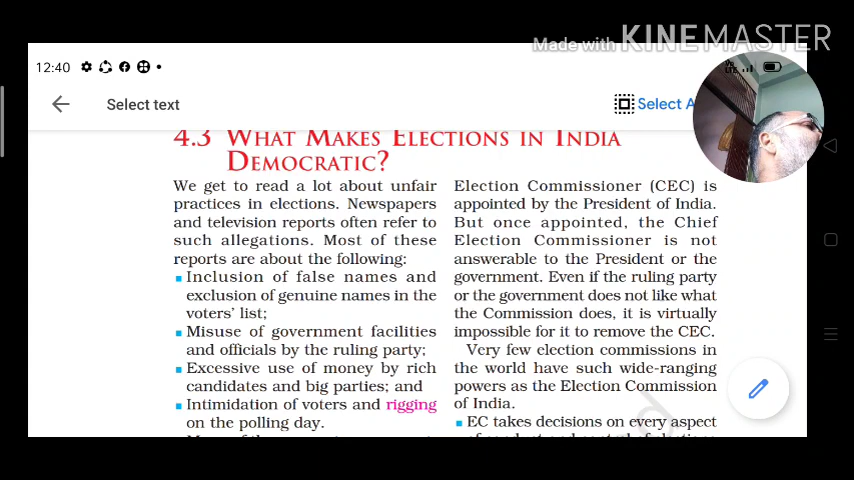 Made with KINEMASTER
12:40
Select text
Select A
4.3 WHAT MAKES ELECTIONS IN INDIA
DEMOCRATIC?
We get to read a lot about unfair
practices in elections. Newspapers
and television reports often refer to
such allegations. Most of these
reports are about the following:
Inclusion of false names and
exclusion of genuine names in the
voters' list;
Misuse of government facilities
and officials by the ruling party;
Excessive use of money by rich
candidates and big parties; and
Intimidation of voters and rigging
on the polling day.
Election Commissioner (CEC) is
appointed by the President of India.
But once appointed, the Chief
Election Commissioner is not
answerable to the President or the
government. Even if the ruling party
or the government does not like what
the Commission does, it is virtually
impossible for it to remove the CEC.
Very few election commissions in
the world have such wide-ranging
powers as the Election Commission
of India.
EC takes decisions on every aspect